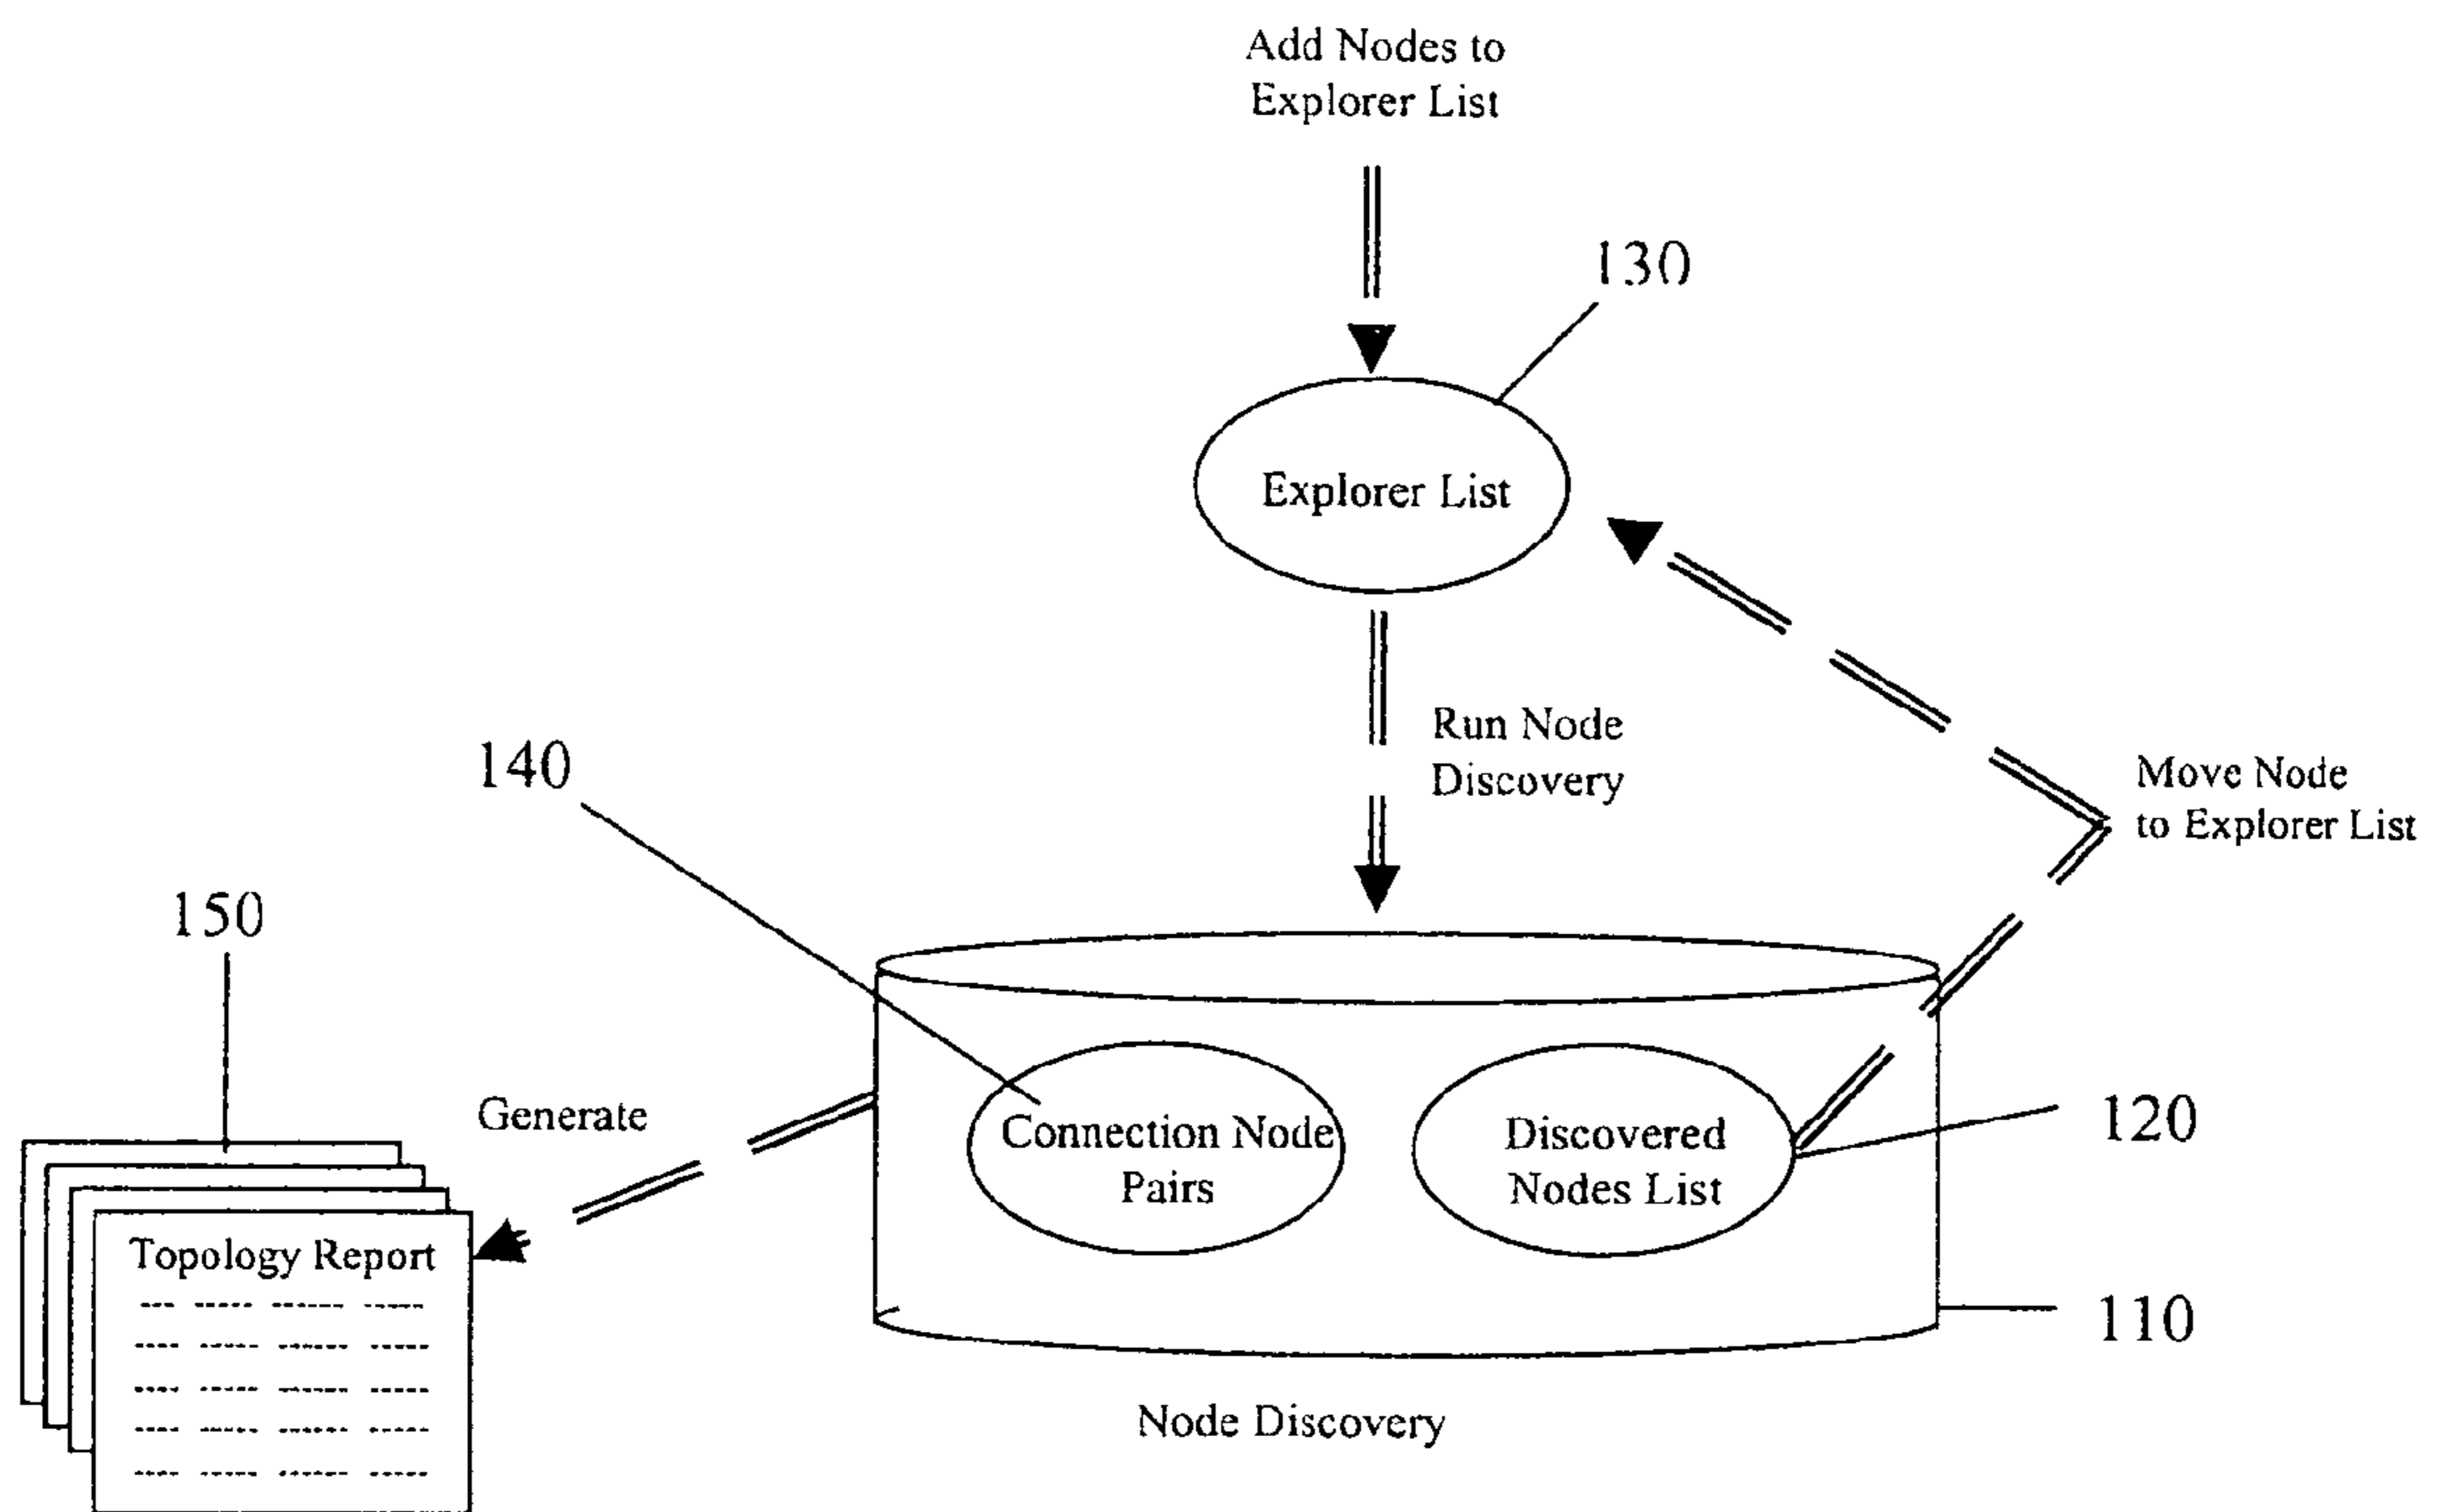 Add Nodes to
Explorer List
130
Explorer List
Run Node
Discovery
Move Node
to Explorer List
140
150
Generate
Connection Node
Pairs
Discovered
Nodes List
120
110
Topology Report
Node Discovery